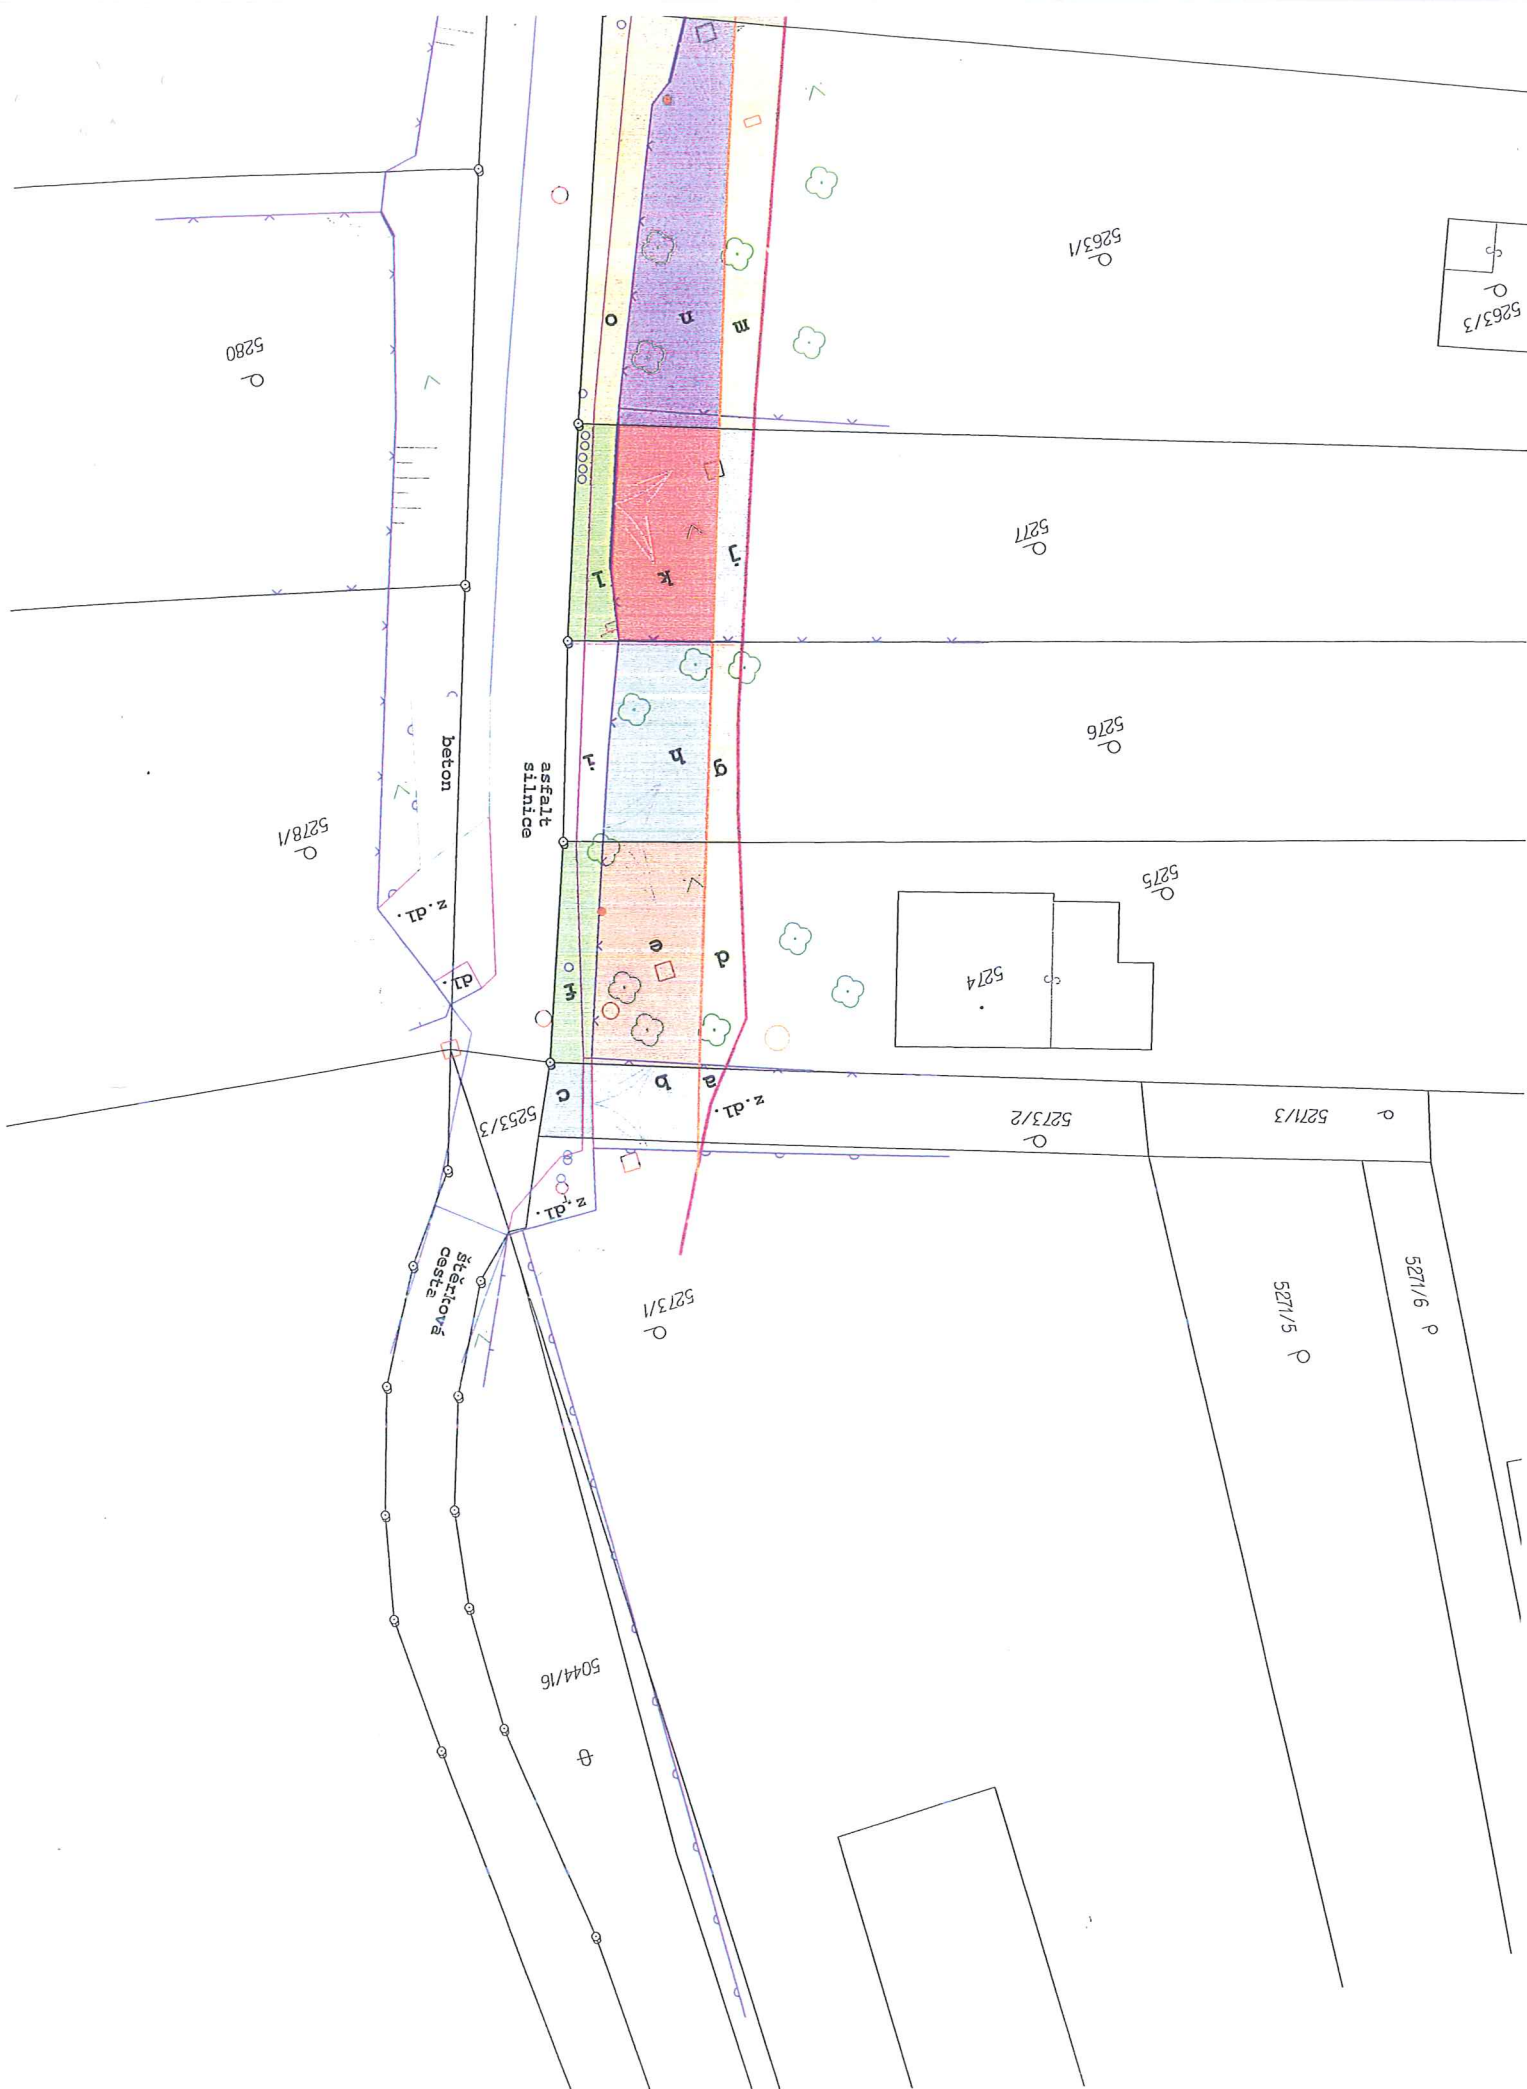 5263/1
5263/3
5280
o
n
m
5277
l
k
j
5276
beton
asfalt
silnice
i
h
g
5278/1
5275
z.dl.
e
d
5274
dl.
f
c
b
a
z.dl.
5253/3
5273/2
5271/3
z.dl.
štěrková
cesta
5273/1
5271/5
5271/6
5044/16